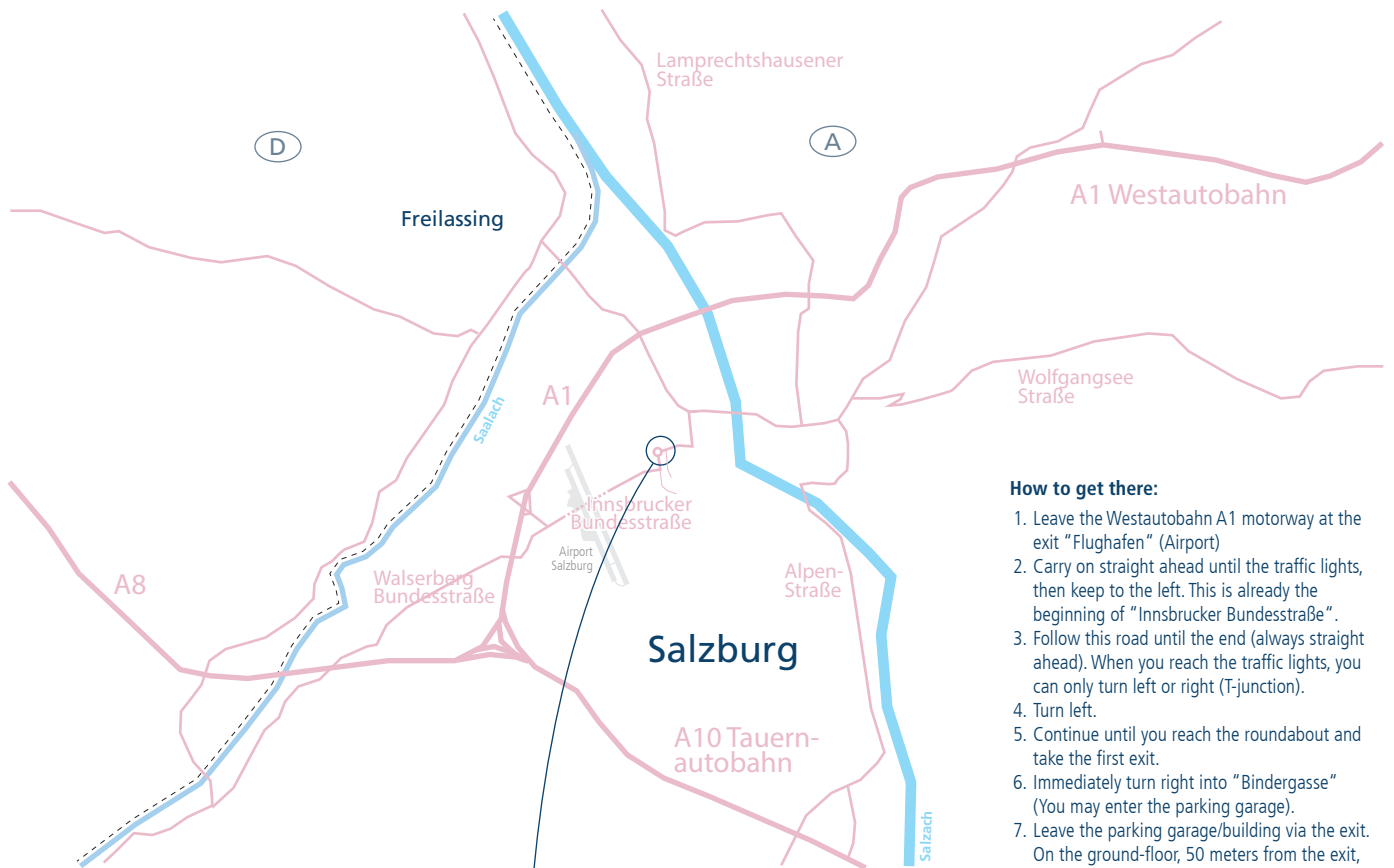 Lamprechtshausener
Straße
D
A
A1 Westautobahn
Freilassing
Wolfgangsee
Straße
A1
Saalach
Innsbrucker
Bundesstraße
Airport
Salzburg
A8
Walserberg
Bundesstraße
Alpen-
Straße
Salzburg
A10 Tauern-
autobahn
Salzach
How to get there:
1. Leave the Westautobahn A1 motorway at the
exit "Flughafen" (Airport)
2. Carry on straight ahead until the traffic lights,
then keep to the left. This is already the
beginning of "Innsbrucker Bundesstraße".
3. Follow this road until the end (always straight
ahead). When you reach the traffic lights, you
can only turn left or right (T-junction).
4. Turn left.
5. Continue until you reach the roundabout and
take the first exit.
6. Immediately turn right into "Bindergasse"
(You may enter the parking garage).
7. Leave the parking garage/building via the exit.
On the ground-floor, 50 meters from the exit,